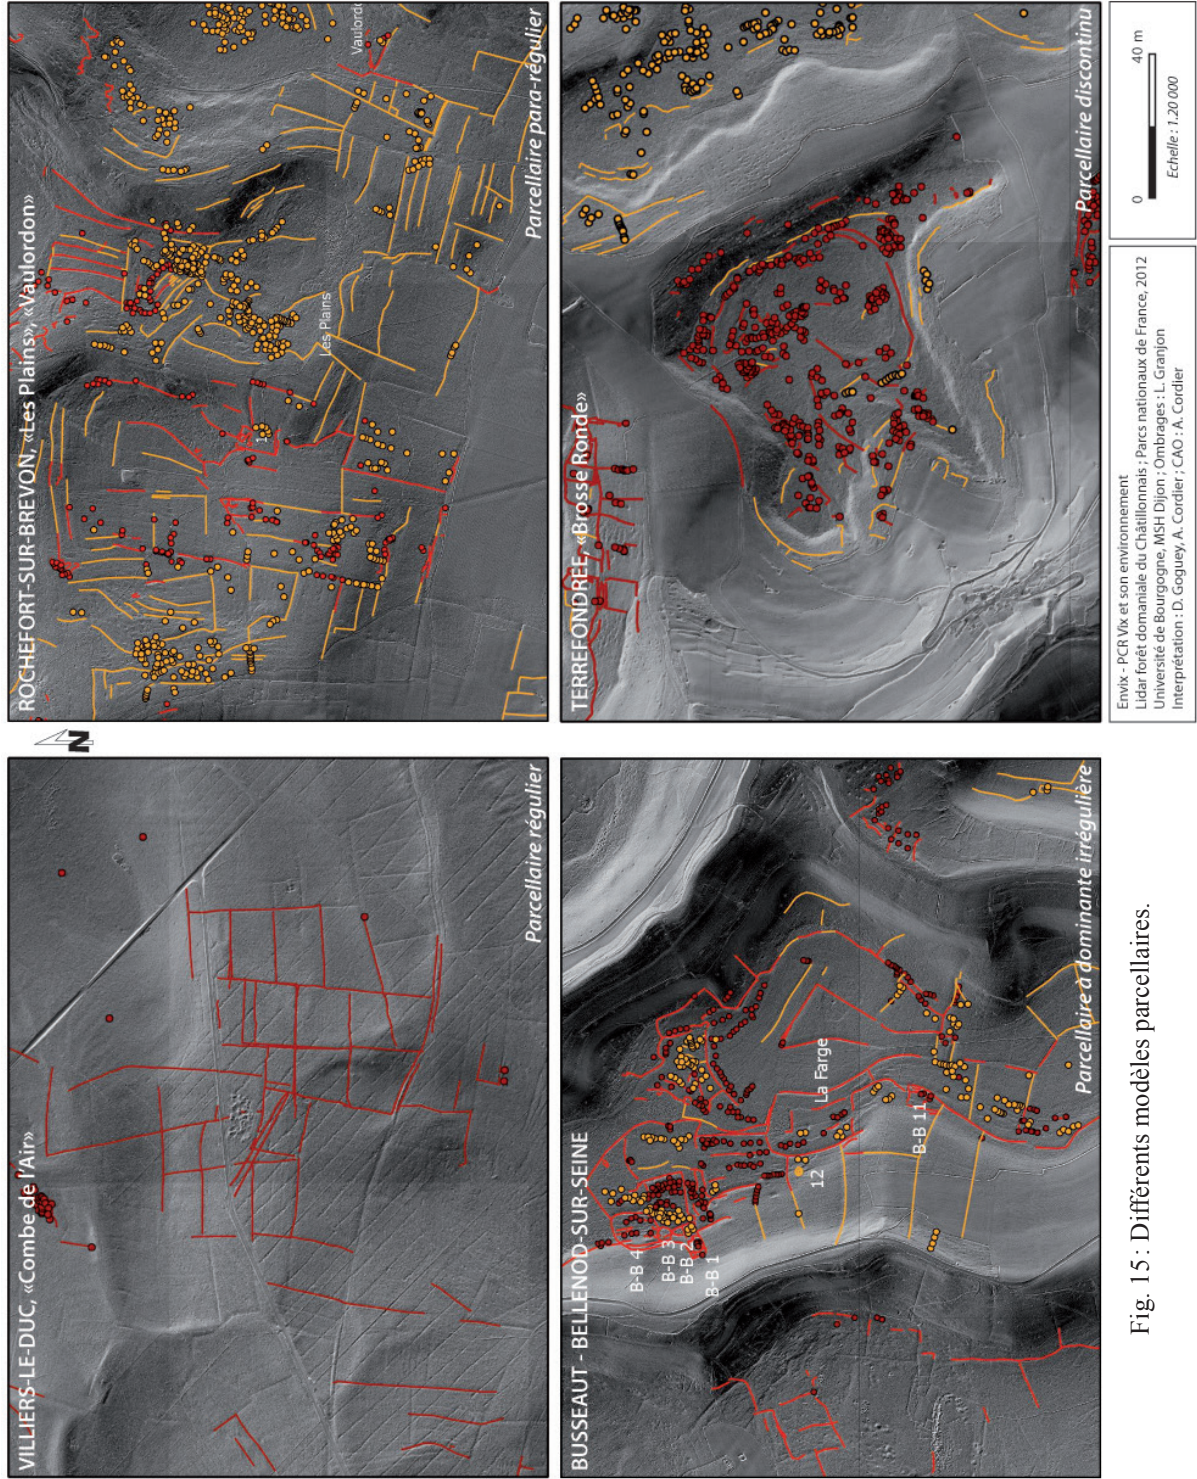 VILLIERS-LE-DUC, «Combe de l'Air»
Parcellaire régulier
ROCHEFORT-SUR-BREVON, «Les Plains», «Vaulordon»
Vaulordo
Les Plains
1
Parcellaire para-régulier
N
BUSSEAUT - BELLENOD-SUR-SEINE
B-B 4
B-B 3
B-B 2
B-B 1
12
La Farge
B-B 11
Parcellaire à dominante irrégulière
TERREFONDRÉE, «Brosse Ronde»
Parcellaire discontinu
Envix - PCR Vix et son environnement
Lidar forêt domaniale du Châtillonnais ; Parcs nationaux de France, 2012
Université de Bourgogne, MSH Dijon ; Ombrages : L. Granjon
Interprétation : D. Goguey, A. Cordier ; CAO : A. Cordier
0 40 m
Echelle : 1.20 000
Fig. 15 : Différents modèles parcellaires.